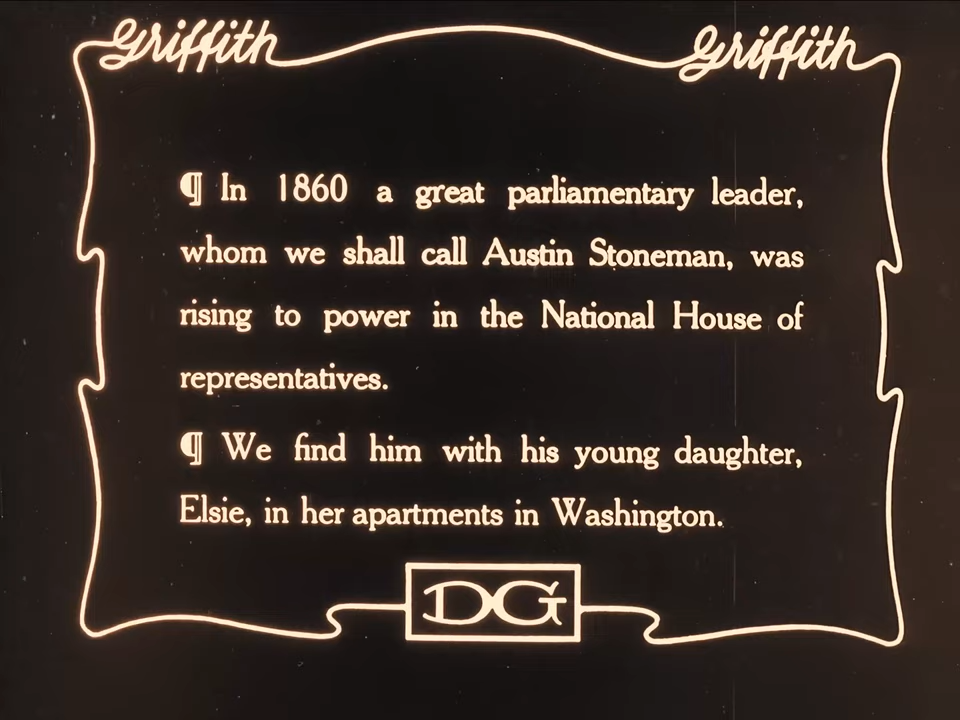 Griffith Griffith
¶ In 1860 a great parliamentary leader,
whom we shall call Austin Stoneman, was
rising to power in the National House of
representatives.
¶ We find him with his young daughter,
Elsie, in her apartments in Washington.
DG